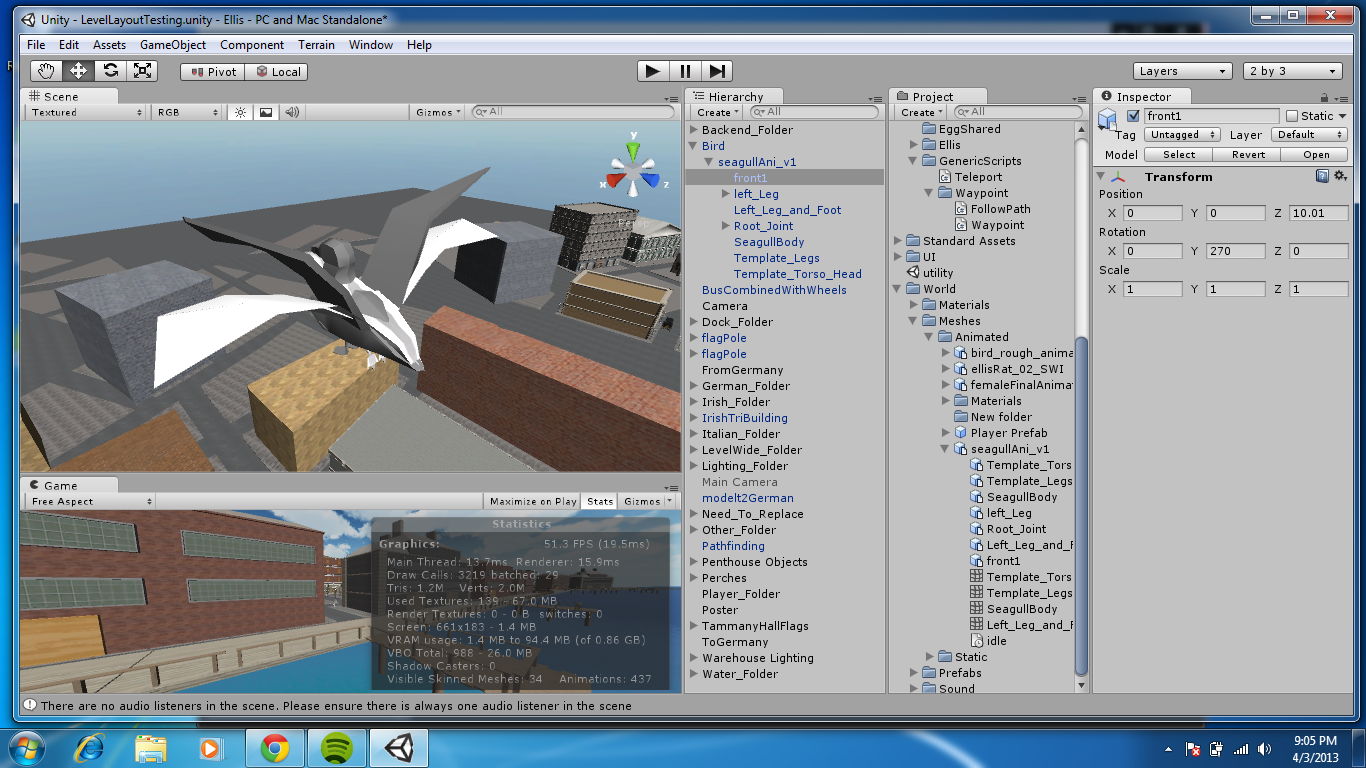 Unity - LevelLayoutTesting.unity - Ellis - PC and Mac Standalone*
File Edit Assets GameObject Component Terrain Window Help
Pivot Local Layers 2 by 3
Scene
Textured RGB Gizmos All
y
x z
Game
Free Aspect Maximize on Play Stats Gizmos
Statistics
Graphics: 51.3 FPS (19.5ms)
Main Thread: 13.7ms Renderer: 15.9ms
Draw Calls: 3219 batched: 29
Tris: 1.2M Verts: 2.0M
Used Textures: 139 - 67.0 MB
Render Textures: 0 - 0 B switches: 0
Screen: 661x183 - 1.4 MB
VRAM usage: 1.4 MB to 94.4 MB (of 0.86 GB)
VBO Total: 988 - 26.0 MB
Shadow Casters: 0
Visible Skinned Meshes: 34 Animations: 437
Hierarchy
Create All
Backend_Folder
Bird
seagullAni_v1
front1
left_Leg
Left_Leg_and_Foot
Root_Joint
SeagullBody
Template_Legs
Template_Torso_Head
BusCombinedWithWheels
Camera
Dock_Folder
flagPole
flagPole
FromGermany
German_Folder
Irish_Folder
IrishTriBuilding
Italian_Folder
LevelWide_Folder
Lighting_Folder
Main Camera
modelt2German
Need_To_Replace
Other_Folder
Pathfinding
Penthouse Objects
Perches
Player_Folder
Poster
TammanyHallFlags
ToGermany
Warehouse Lighting
Water_Folder
Project
Create All
EggShared
Ellis
GenericScripts
Teleport
Waypoint
FollowPath
Waypoint
Standard Assets
UI
utility
World
Materials
Meshes
Animated
bird_rough_anima
ellisRat_02_SWI
femaleFinalAnimat
Materials
New folder
Player Prefab
seagullAni_v1
Template_Tors
Template_Legs
SeagullBody
left_Leg
Root_Joint
Left_Leg_and_F
front1
Template_Tors
Template_Legs
SeagullBody
Left_Leg_and_F
idle
Static
Prefabs
Sound
Inspector
front1 Static
Tag Untagged Layer Default
Model Select Revert Open
Transform
Position
X 0 Y 0 Z 10.01
Rotation
X 0 Y 270 Z 0
Scale
X 1 Y 1 Z 1
There are no audio listeners in the scene. Please ensure there is always one audio listener in the scene
9:05 PM
4/3/2013